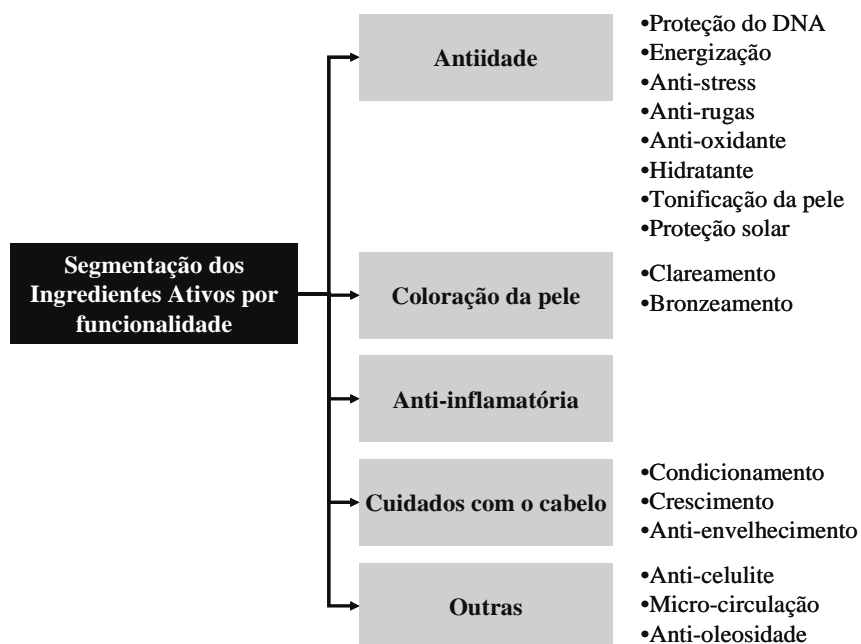 Segmentação dos
Ingredientes Ativos por
funcionalidade
Antiidade
•Proteção do DNA
•Energização
•Anti-stress
•Anti-rugas
•Anti-oxidante
•Hidratante
•Tonificação da pele
•Proteção solar
Coloração da pele
•Clareamento
•Bronzeamento
Anti-inflamatória
Cuidados com o cabelo
•Condicionamento
•Crescimento
•Anti-envelhecimento
Outras
•Anti-celulite
•Micro-circulação
•Anti-oleosidade